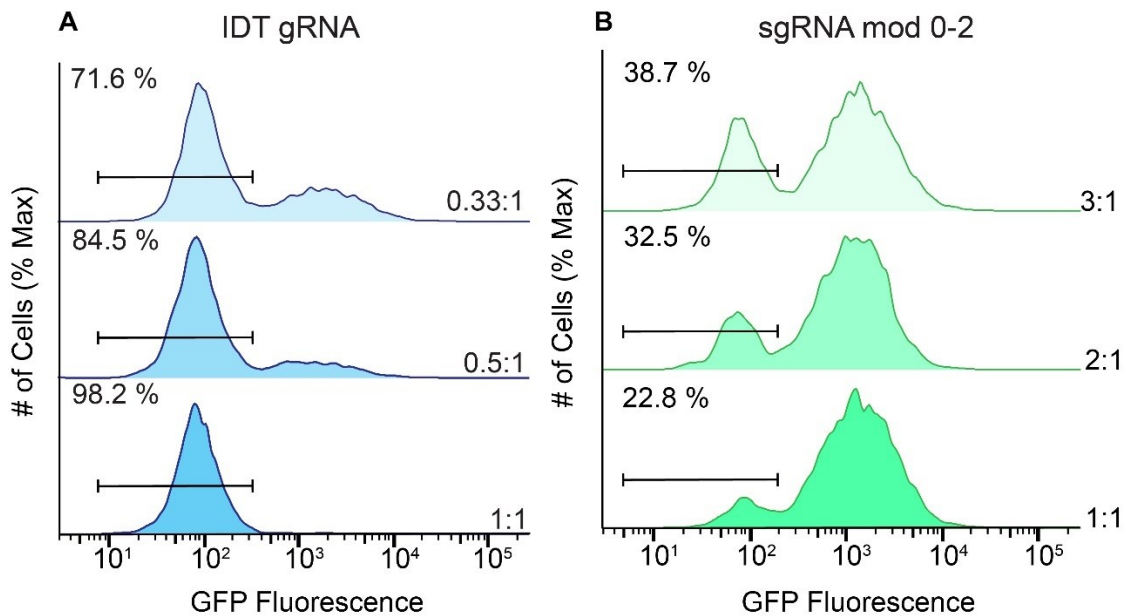 A
IDT gRNA
71.6 %
0.33:1
84.5 %
0.5:1
98.2 %
1:1
# of Cells (% Max)
10¹ 10² 10³ 10⁴ 10⁵
GFP Fluorescence
B
sgRNA mod 0-2
38.7 %
3:1
32.5 %
2:1
22.8 %
1:1
# of Cells (% Max)
10¹ 10² 10³ 10⁴ 10⁵
GFP Fluorescence